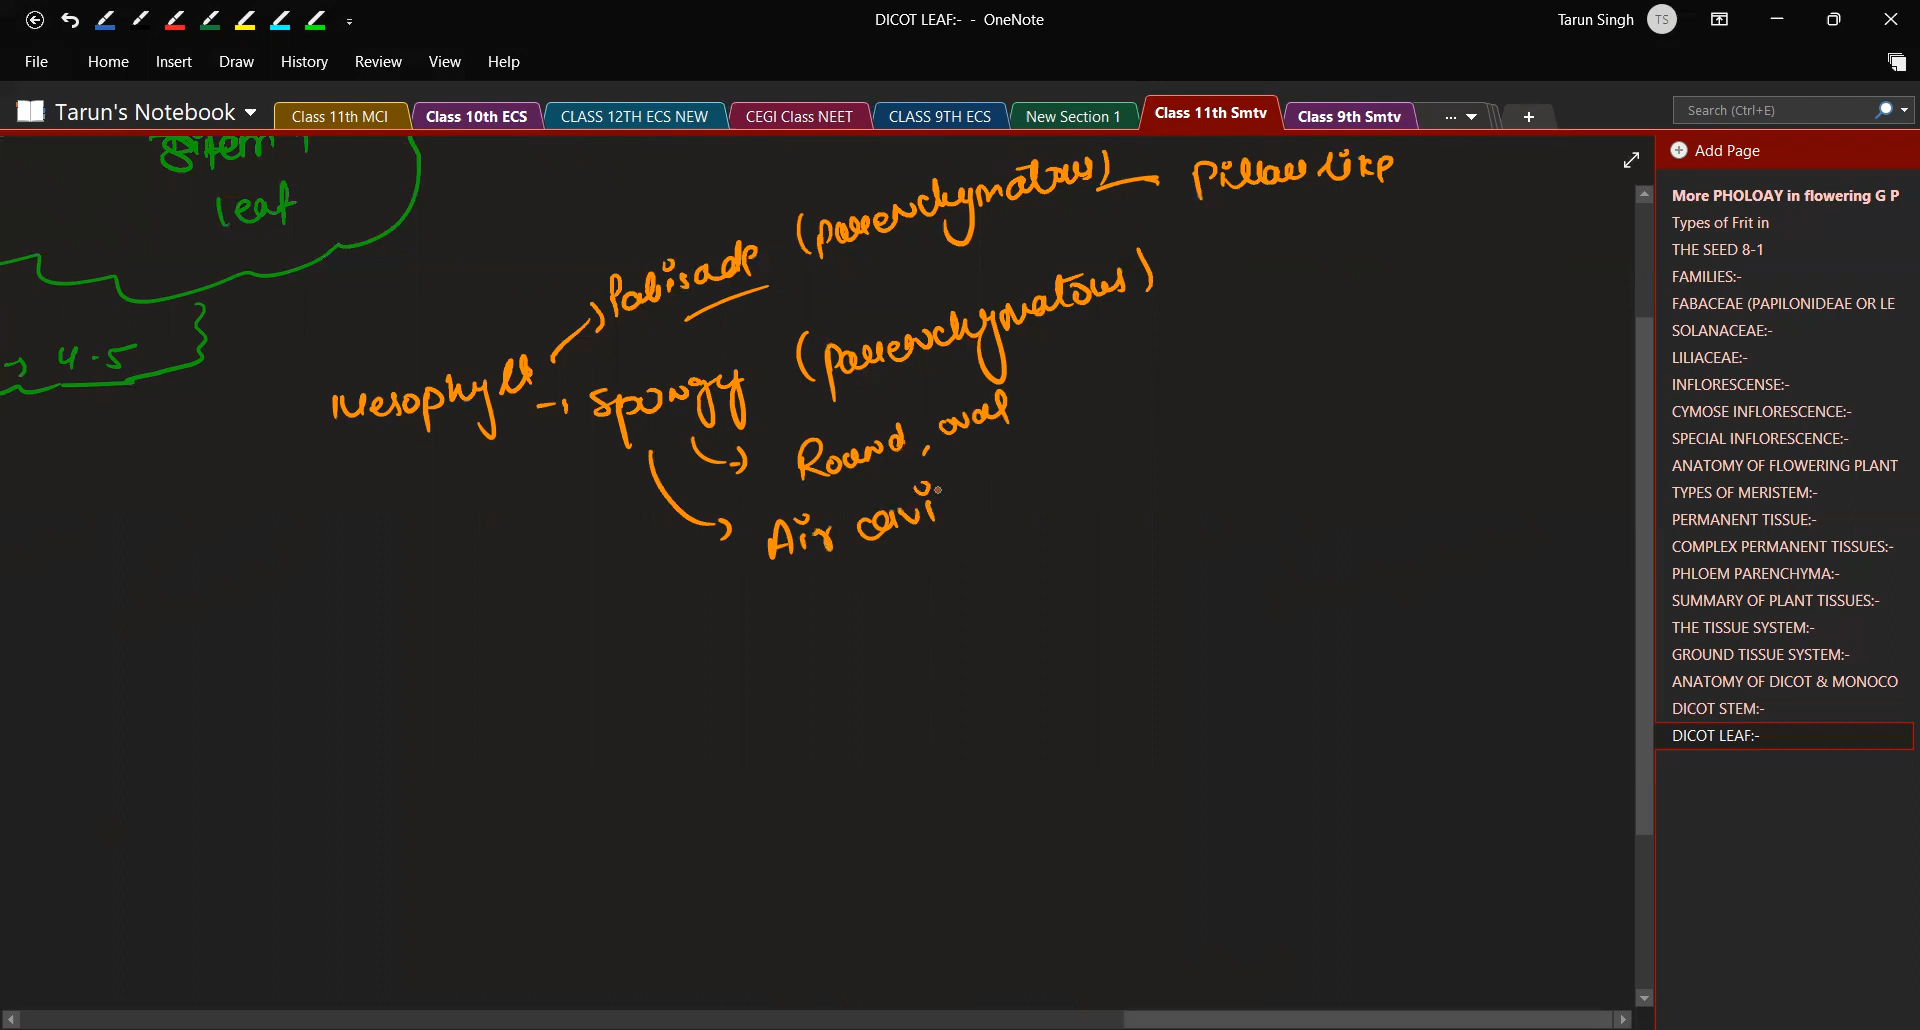 DICOT LEAF:- - OneNote
Tarun Singh
TS
File Home Insert Draw History Review View Help
Tarun's Notebook
Class 11th MCI
Class 10th ECS
CLASS 12TH ECS NEW
CEGI Class NEET
CLASS 9TH ECS
New Section 1
Class 11th Smtv
Class 9th Smtv
...
+
Search (Ctrl+E)
leaf
→ 4-5 }
Mesophyll
→ Palisade (parenchymatous) — Pillar like
→ Spongy (parenchymatous)
→ Round, oval
→ Air cavi
Add Page
More PHOLOAY in flowering G P
Types of Frit in
THE SEED 8-1
FAMILIES:-
FABACEAE (PAPILONIDEAE OR LE
SOLANACEAE:-
LILIACEAE:-
INFLORESCENSE:-
CYMOSE INFLORESCENCE:-
SPECIAL INFLORESCENCE:-
ANATOMY OF FLOWERING PLANT
TYPES OF MERISTEM:-
PERMANENT TISSUE:-
COMPLEX PERMANENT TISSUES:-
PHLOEM PARENCHYMA:-
SUMMARY OF PLANT TISSUES:-
THE TISSUE SYSTEM:-
GROUND TISSUE SYSTEM:-
ANATOMY OF DICOT & MONOCO
DICOT STEM:-
DICOT LEAF:-